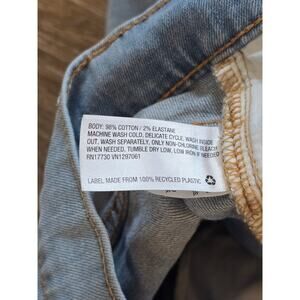 BODY: 98% COTTON / 2% ELASTANE
MACHINE WASH COLD, DELICATE CYCLE, WASH INSIDE
OUT, WASH SEPARATELY, ONLY NON-CHLORINE BLEACH
WHEN NEEDED, TUMBLE DRY LOW, LOW IRON IF NEEDED
RN17730 VN1297061
LABEL MADE FROM 100% RECYCLED PLASTIC